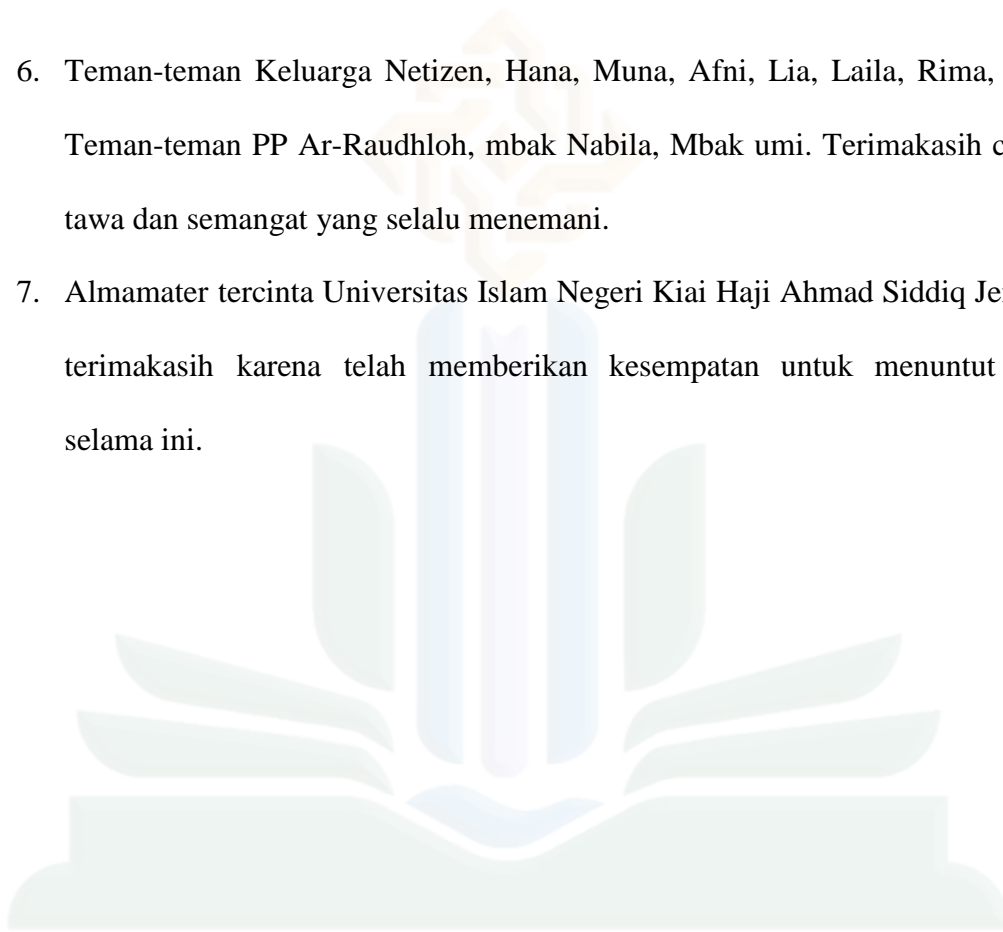 6. Teman-teman Keluarga Netizen, Hana, Muna, Afni, Lia, Laila, Rima,
Teman-teman PP Ar-Raudhloh, mbak Nabila, Mbak umi. Terimakasih
tawa dan semangat yang selalu menemani.
7. Almamater tercinta Universitas Islam Negeri Kiai Haji Ahmad Siddiq
terimakasih karena telah memberikan kesempatan untuk menuntut
selama ini.